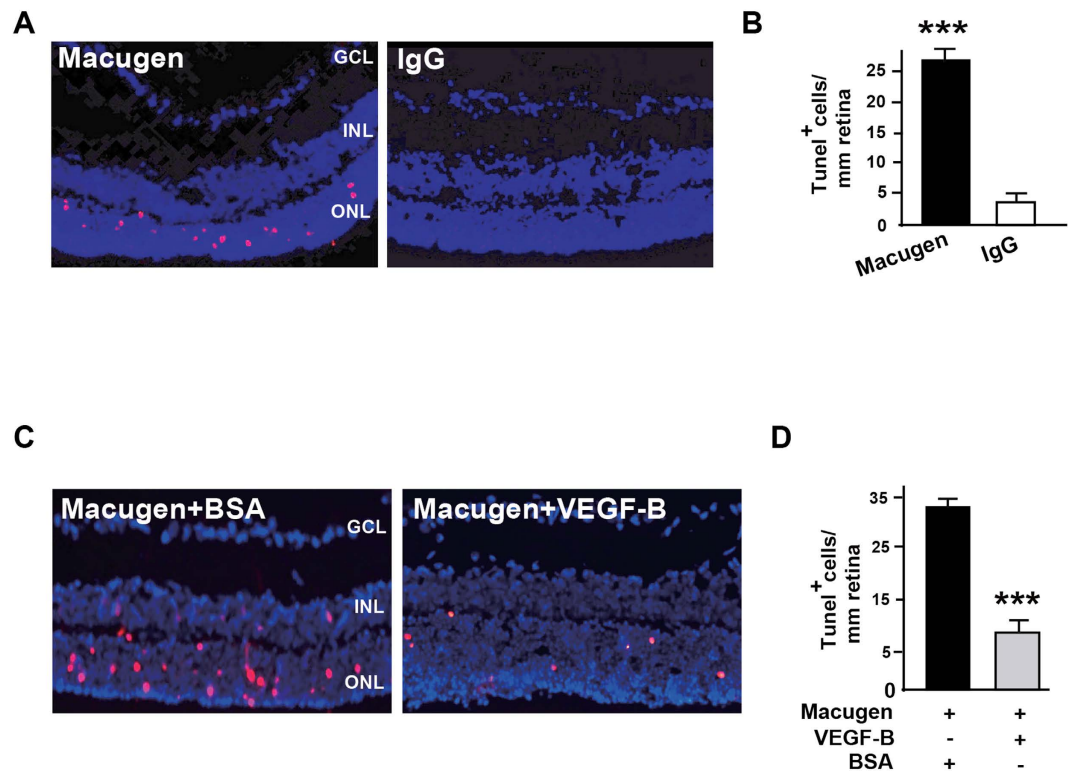 A
Macugen
GCL
INL
ONL
IgG
B
***
Tunel+cells/
mm retina
25
20
15
10
5
0
Macugen
IgG
C
Macugen+BSA
GCL
INL
ONL
Macugen+VEGF-B
D
***
Tunel+cells/
mm retina
35
25
15
5
0
Macugen + +
VEGF-B - +
BSA + -